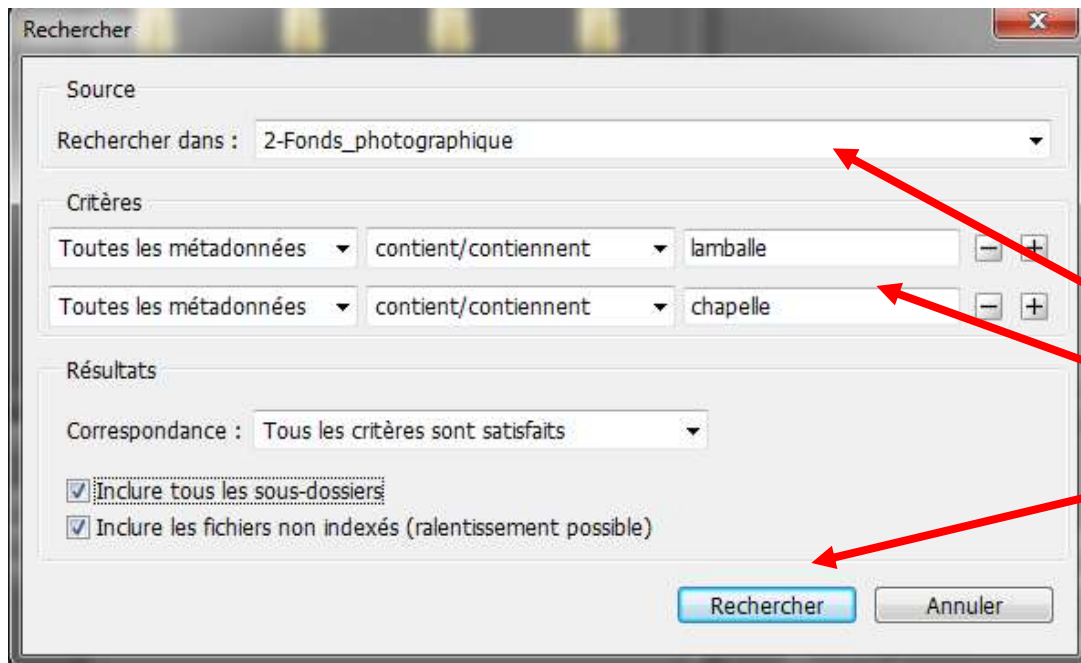 Rechercher
Source
Rechercher dans : 2-Fonds_photographique
Critères
Toutes les métadonnées contient/contiennent lamballe
Toutes les métadonnées contient/contiennent chapelle
Résultats
Correspondance : Tous les critères sont satisfaits
Inclure tous les sous-dossiers
Inclure les fichiers non indexés (ralentissement possible)
Rechercher Annuler